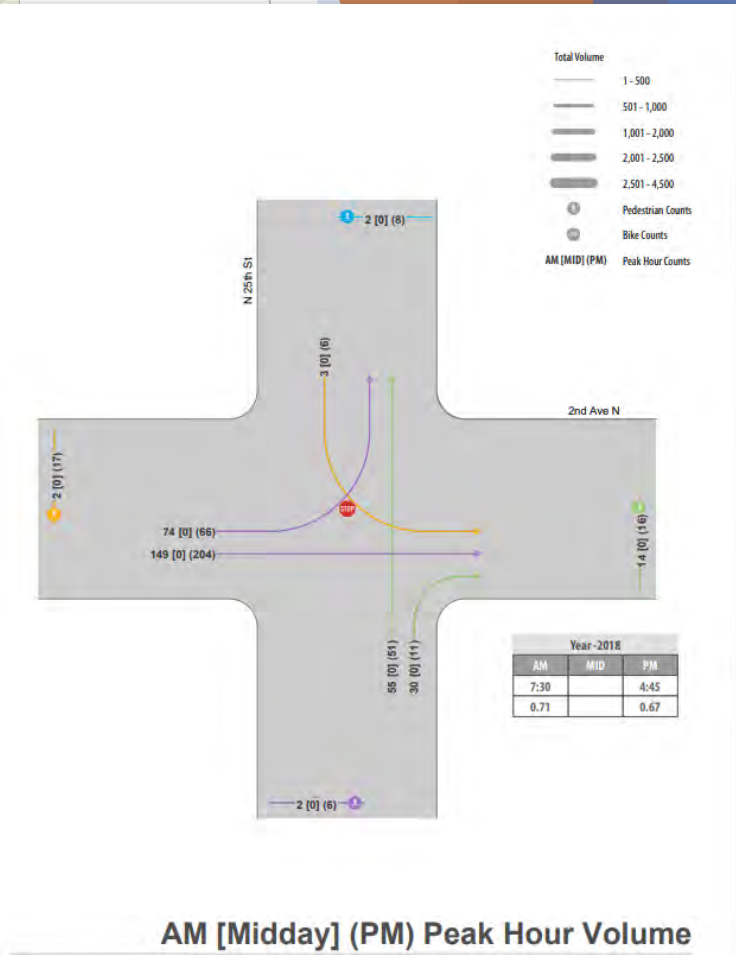 Total Volume
1 - 500
501 - 1,000
1,001 - 2,000
2,001 - 2,500
2,501 - 4,500
Pedestrian Counts
Bike Counts
AM [MID] (PM) Peak Hour Counts
2 [0] (8)
N 25th St
3 [0] (6)
2nd Ave N
2 [0] (17)
STOP
74 [0] (66)
149 [0] (204)
14 [0] (16)
55 [0] (51)
30 [0] (11)
Year -2018
AM MID PM
7:30 4:45
0.71 0.67
2 [0] (6)
AM [Midday] (PM) Peak Hour Volume